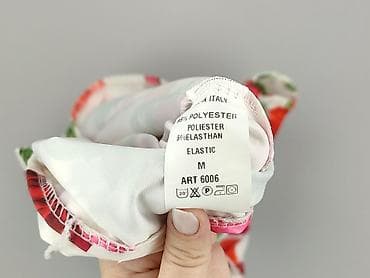 ITALY
POLYESTER
POLIESTER
ELASTHAN
ELASTIC
M
ART 6006